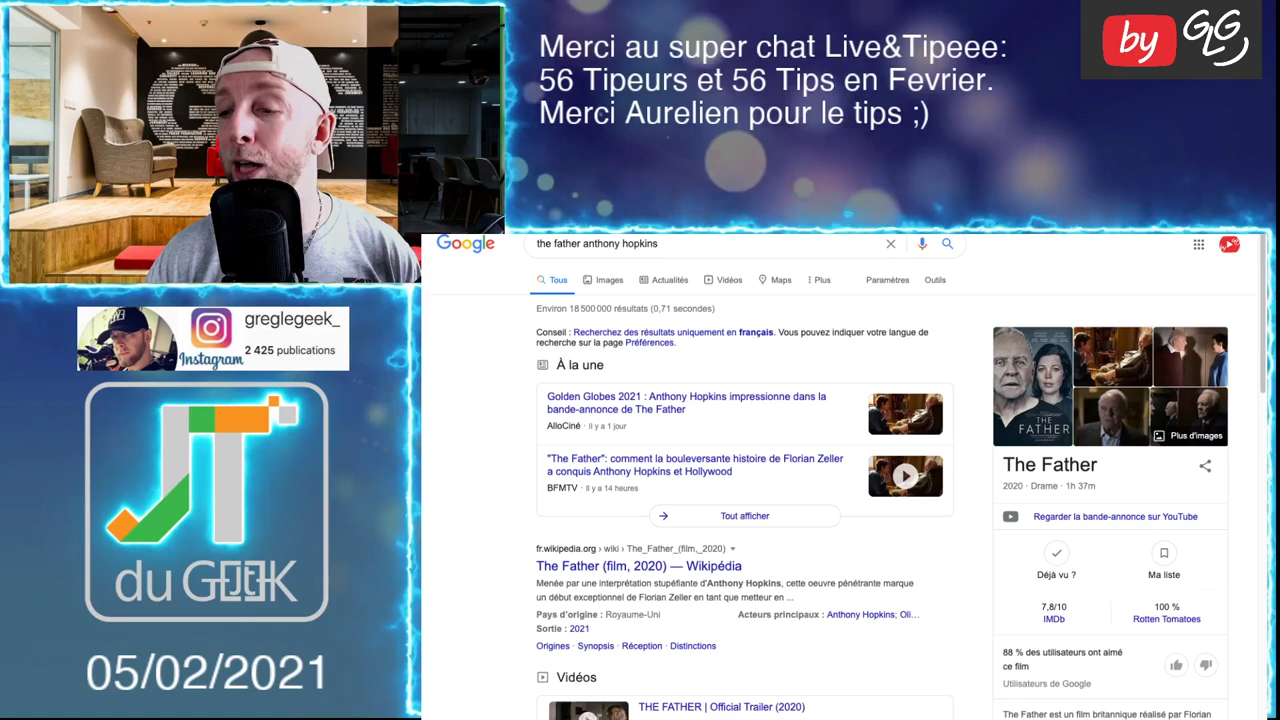 Merci au super chat Live&Tipeee:
56 Tipeurs et 56 Tips en Fevrier.
Merci Aurelien pour le tips ;)
by GLG
greglegeek_
Instagram
2 425 publications
JT
du GEEK
05/02/2021
Google
the father anthony hopkins
Tous
Images
Actualités
Vidéos
Maps
Plus
Paramètres
Outils
Environ 18 500 000 résultats (0,71 secondes)
Conseil : Recherchez des résultats uniquement en français. Vous pouvez indiquer votre langue de
recherche sur la page Préférences.
À la une
Golden Globes 2021 : Anthony Hopkins impressionne dans la
bande-annonce de The Father
AlloCiné · Il y a 1 jour
"The Father": comment la bouleversante histoire de Florian Zeller
a conquis Anthony Hopkins et Hollywood
BFMTV · Il y a 14 heures
Tout afficher
fr.wikipedia.org › wiki › The_Father_(film,_2020)
The Father (film, 2020) — Wikipédia
Menée par une interprétation stupéfiante d'Anthony Hopkins, cette oeuvre pénétrante marque
un début exceptionnel de Florian Zeller en tant que metteur en ...
Pays d'origine : Royaume-Uni
Acteurs principaux : Anthony Hopkins; Oli...
Sortie : 2021
Origines · Synopsis · Réception · Distinctions
Vidéos
THE FATHER | Official Trailer (2020)
THE
FATHER
Plus d'images
The Father
2020 · Drame · 1h 37m
Regarder la bande-annonce sur YouTube
Déjà vu ?
Ma liste
7,8/10
IMDb
100 %
Rotten Tomatoes
88 % des utilisateurs ont aimé
ce film
Utilisateurs de Google
The Father est un film britannique réalisé par Florian